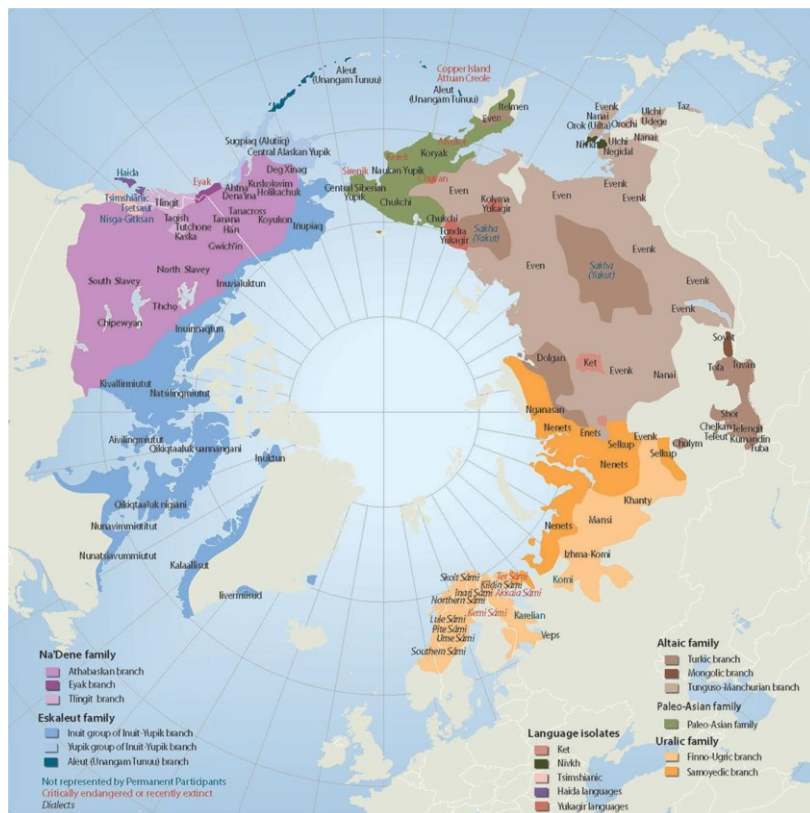 Copper Island
Attuan Creole
Aleut
(Unangam Tunuu)
Aleut
(Unangam Tunuu)
Itelmen
Even
Alutor
Koryak
Kerek
Naukan Yupik
Sirenik
Central Siberian
Yupik
Chukchi
Chukchi
Sugpiaq (Alutiiq)
Central Alaskan Yupik
Deg Xinag
Kuskokwim
Holikachuk
Ahtna
Dena'ina
Eyak
Haida
Tsimshianic
Tsetsaut
Nisga-Gitksan
Tlingit
Tagish
Tutchone
Kaska
Tanacross
Tanana
Koyukon
Hän
Gwich'in
Inupiaq
North Slavey
South Slavey
Tłıchǫ
Chipewyan
Inuvialuktun
Inuinnaqtun
Kivallirmiutut
Natsilingmiutut
Aivilingmiutut
Qikiqtaaluk uannangani
Qikiqtaaluk nigiani
Nunavimmiutitut
Nunatsiavummiutut
Inuktun
Kalaallisut
Iivermiisud
Evenk
Nanai
Orok (Uilta)
Orochi
Ulchi
Udege
Taz
Nivkh
Ulchi
Nanai
Negidal
Even
Kolyma
Yukagir
Tundra
Yukagir
Sakha
(Yakut)
Even
Evenk
Evenk
Evenk
Even
Sakha
(Yakut)
Evenk
Evenk
Dolgan
Ket
Evenk
Nanai
Soyot
Tofa
Tuvan
Shor
Chelkan
Telengit
Teleut
Kumandin
Tuba
Chulym
Nganasan
Nenets
Enets
Selkup
Evenk
Selkup
Nenets
Khanty
Mansi
Nenets
Izhma-Komi
Komi
Skolt Sámi
Ter Sámi
Kildin Sámi
Inari Sámi
Akkala Sámi
Northern Sámi
Kemi Sámi
Lule Sámi
Pite Sámi
Ume Sámi
Southern Sámi
Karelian
Veps
Na'Dene family
Athabaskan branch
Eyak branch
Tlingit branch
Eskaleut family
Inuit group of Inuit-Yupik branch
Yupik group of Inuit-Yupik branch
Aleut (Unangam Tunuu) branch
Not represented by Permanent Participants
Critically endangered or recently extinct
Dialects
Language isolates
Ket
Nivkh
Tsimshianic
Haida languages
Yukagir languages
Altaic family
Turkic branch
Mongolic branch
Tunguso-Manchurian branch
Paleo-Asian family
Paleo-Asian family
Uralic family
Finno-Ugric branch
Samoyedic branch